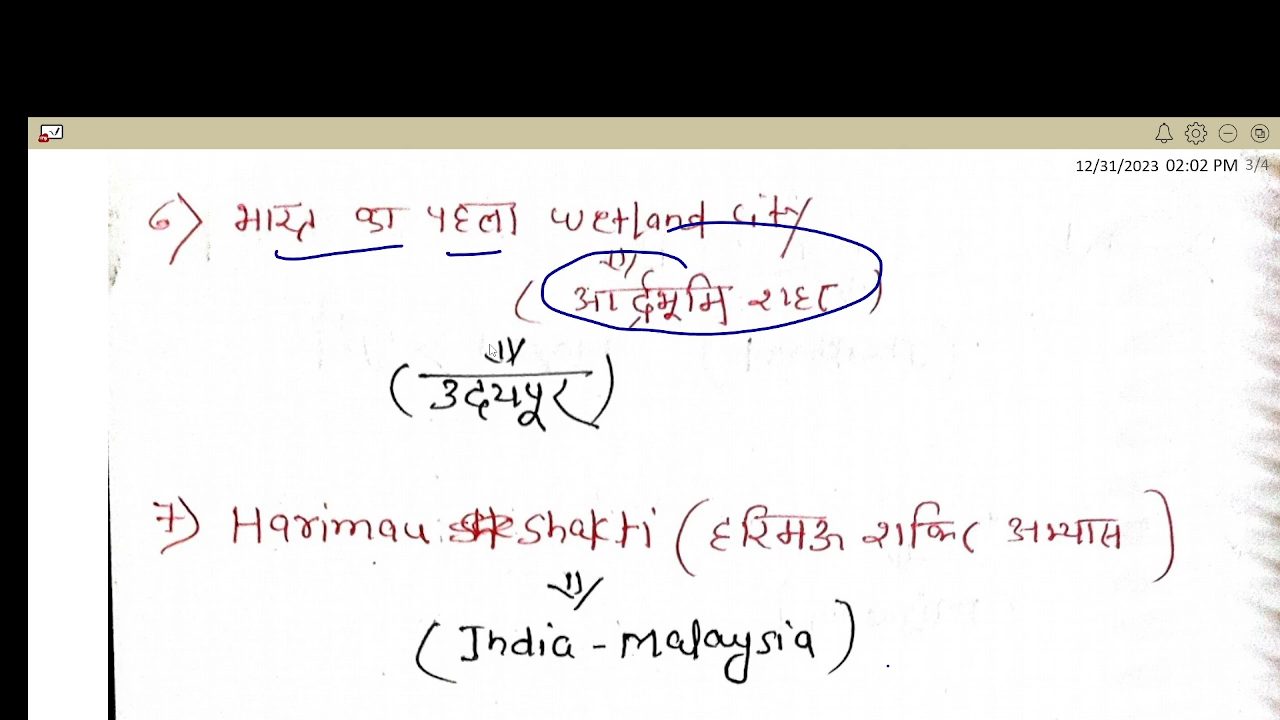 12/31/2023 02:02 PM 3/4
6) भारत का पहला wetland city
(आर्द्रभूमि शहर)
(उदयपूर)
7) Harimau Shakti (हरिमऊ शक्ति अभ्यास)
(India - malaysia)